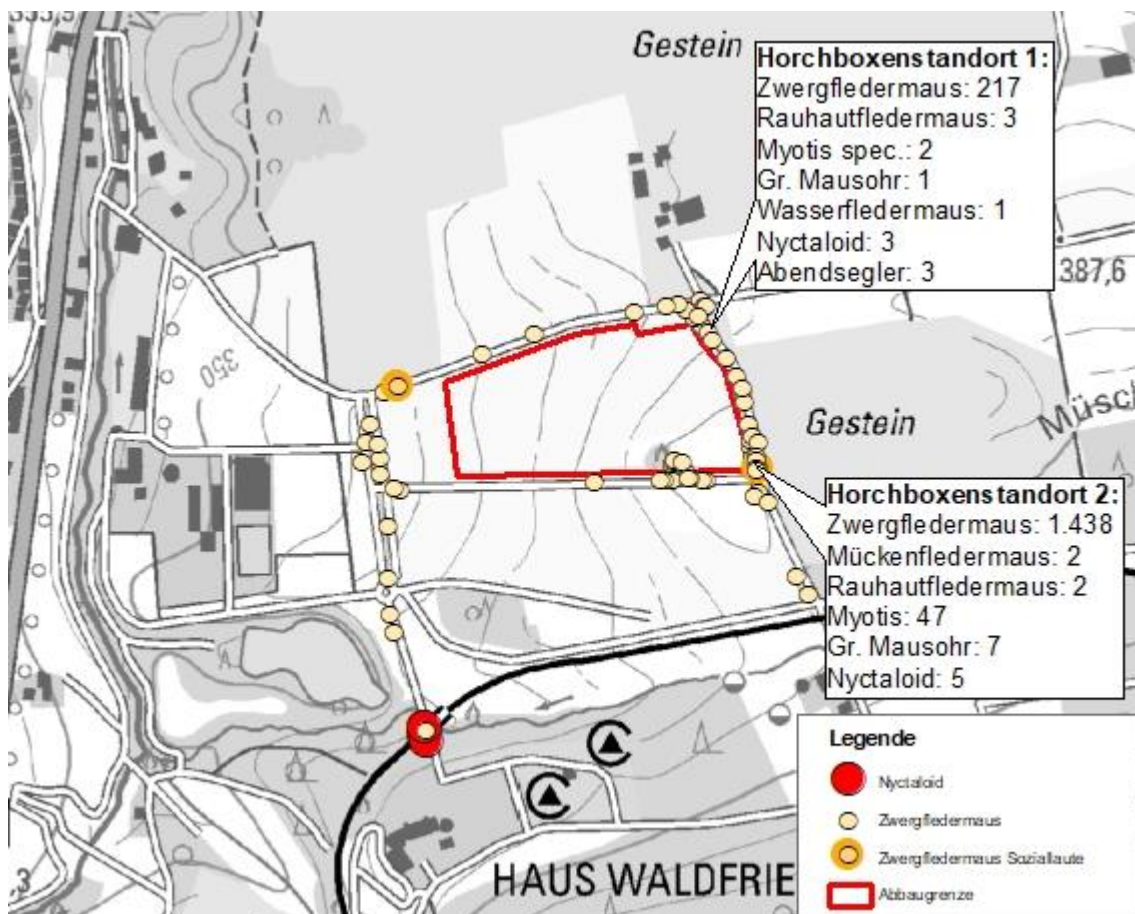 Gestein
Horchboxenstandort 1:
Zwergfledermaus: 217
Rauhautfledermaus: 3
Myotis spec.: 2
Gr. Mausohr: 1
Wasserfledermaus: 1
Nyctaloid: 3
Abendsegler: 3
387,6
350
Gestein
Müsch
Horchboxenstandort 2:
Zwergfledermaus: 1.438
Mückenfledermaus: 2
Rauhautfledermaus: 2
Myotis: 47
Gr. Mausohr: 7
Nyctaloid: 5
Legende
Nyctaloid
Zwergfledermaus
Zwergfledermaus Soziallaute
Abbaugrenze
HAUS WALDFRIE